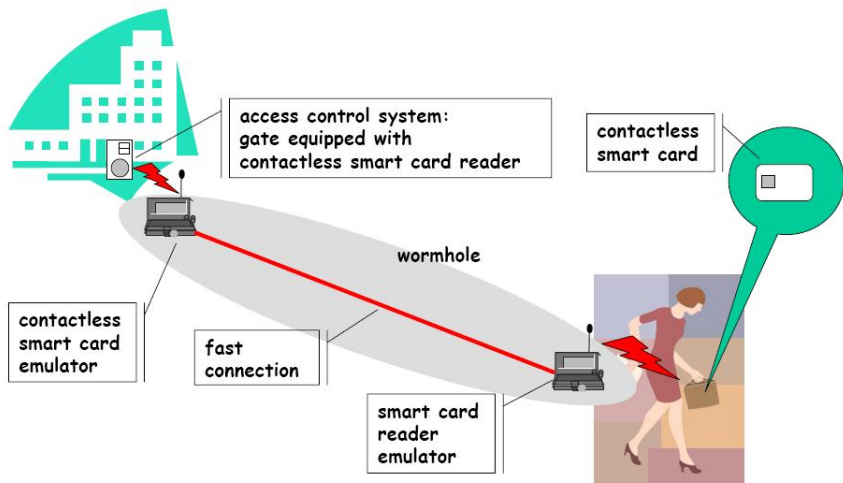 access control system:
gate equipped with
contactless smart card reader
contactless
smart card
wormhole
contactless
smart card
emulator
fast
connection
smart card
reader
emulator